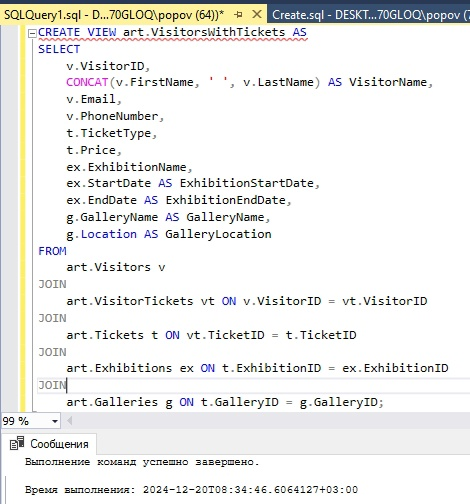 SQLQuery1.sql - D...70GLOQ\popov (64))*
Create.sql - DESKT...70GLOQ\popov (7
CREATE VIEW art.VisitorsWithTickets AS
SELECT
v.VisitorID,
CONCAT(v.FirstName, ' ', v.LastName) AS VisitorName,
v.Email,
v.PhoneNumber,
t.TicketType,
t.Price,
ex.ExhibitionName,
ex.StartDate AS ExhibitionStartDate,
ex.EndDate AS ExhibitionEndDate,
g.GalleryName AS GalleryName,
g.Location AS GalleryLocation
FROM
art.Visitors v
JOIN
art.VisitorTickets vt ON v.VisitorID = vt.VisitorID
JOIN
art.Tickets t ON vt.TicketID = t.TicketID
JOIN
art.Exhibitions ex ON t.ExhibitionID = ex.ExhibitionID
JOIN
art.Galleries g ON t.GalleryID = g.GalleryID;
99 %
Сообщения
Выполнение команд успешно завершено.
Время выполнения: 2024-12-20T08:34:46.6064127+03:00